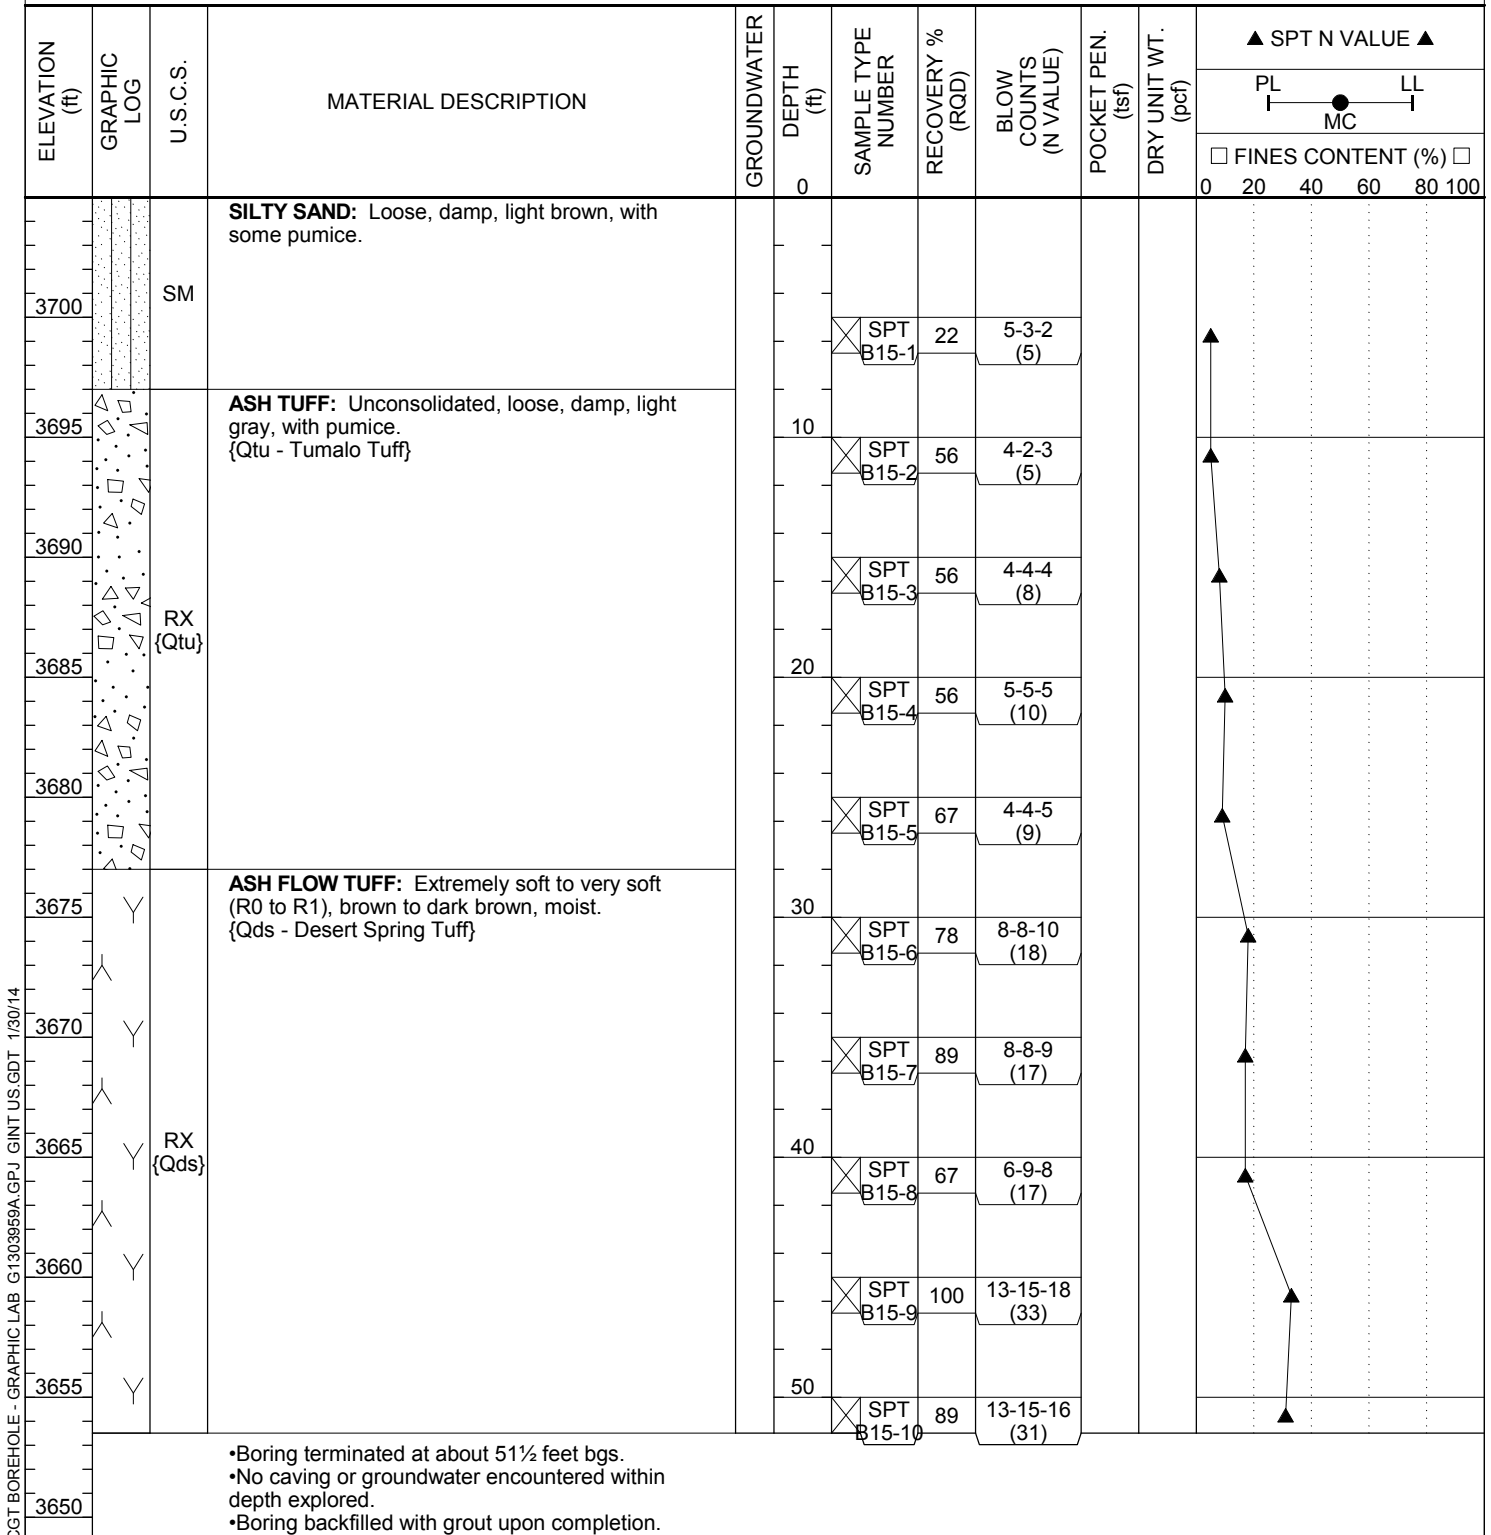 ELEVATION
(ft)
GRAPHIC
LOG
U.S.C.S.
MATERIAL DESCRIPTION
GROUNDWATER
DEPTH
(ft)
0
SAMPLE TYPE
NUMBER
RECOVERY %
(RQD)
BLOW
COUNTS
(N VALUE)
POCKET PEN.
(tsf)
DRY UNIT WT.
(pcf)
▲ SPT N VALUE ▲
PL LL
MC
□ FINES CONTENT (%) □
0 20 40 60 80 100
SILTY SAND: Loose, damp, light brown, with
some pumice.
SM
3700
SPT
B15-1
22
5-3-2
(5)
ASH TUFF: Unconsolidated, loose, damp, light
gray, with pumice.
{Qtu - Tumalo Tuff}
3695
10
SPT
B15-2
56
4-2-3
(5)
3690
SPT
B15-3
56
4-4-4
(8)
RX
{Qtu}
3685
20
SPT
B15-4
56
5-5-5
(10)
3680
SPT
B15-5
67
4-4-5
(9)
ASH FLOW TUFF: Extremely soft to very soft
(R0 to R1), brown to dark brown, moist.
{Qds - Desert Spring Tuff}
3675
30
SPT
B15-6
78
8-8-10
(18)
3670
SPT
B15-7
89
8-8-9
(17)
RX
{Qds}
3665
40
SPT
B15-8
67
6-9-8
(17)
3660
SPT
B15-9
100
13-15-18
(33)
3655
50
SPT
B15-10
89
13-15-16
(31)
•Boring terminated at about 51½ feet bgs.
•No caving or groundwater encountered within
depth explored.
•Boring backfilled with grout upon completion.
3650
CGT BOREHOLE - GRAPHIC LAB G1303959A.GPJ GINT US.GDT 1/30/14